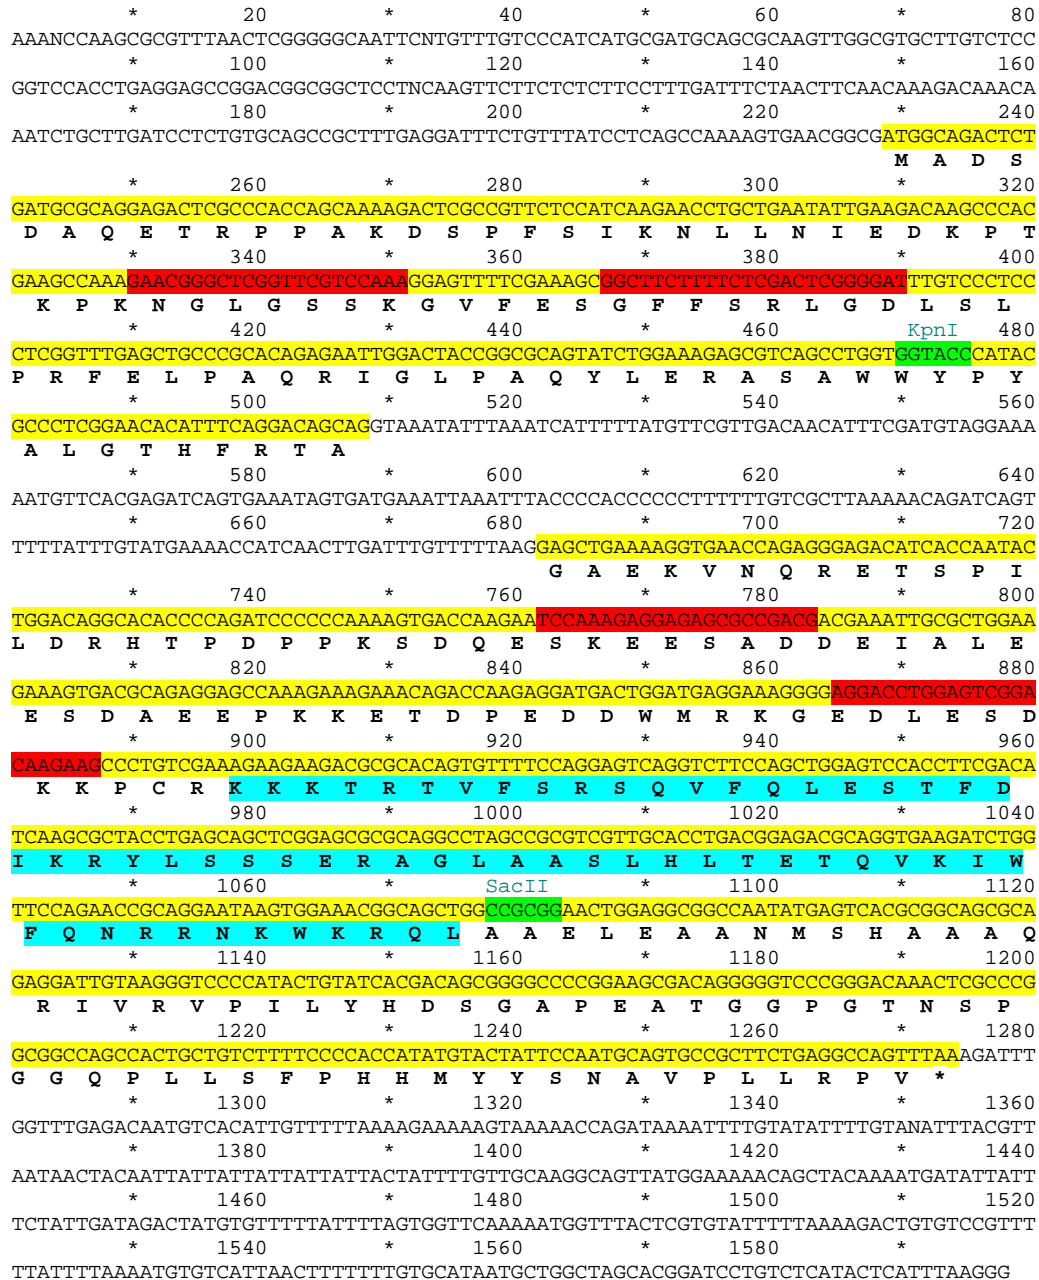 * 20 * 40 * 60 * 80
AAANCCAAGCGCGTTTAACTCGGGGGCAATTCNTGTTTGTCCCATCATGCGATGCAGCGCAAGTTGGCGTGCTTGTCTCC
* 100 * 120 * 140 * 160
GGTCCACCTGAGGAGCCGGACGGCGGCTCCTNCAAGTTCTTCTCTCTTCCTTTGATTTCTAACTTCAACAAAGACAAACA
* 180 * 200 * 220 * 240
AATCTGCTTGATCCTCTGTGCAGCCGCTTTGAGGATTTCTGTTTATCCTCAGCCAAAAGTGAACGGCGATGGCAGACTCT
M A D S
* 260 * 280 * 300 * 320
GATGCGCAGGAGACTCGCCCACCAGCAAAAGACTCGCCGTTCTCCATCAAGAACCTGCTGAATATTGAAGACAAGCCCAC
D A Q E T R P P A K D S P F S I K N L L N I E D K P T
* 340 * 360 * 380 * 400
GAAGCCAAAGAACGGGCTCGGTTCGTCCAAAGGAGTTTTCGAAAGCGGCTTCTTTTCTCGACTCGGGGATTTGTCCCTCC
K P K N G L G S S K G V F E S G F F S R L G D L S L
* 420 * 440 * 460 KpnI 480
CTCGGTTTGAGCTGCCCGCACAGAGAATTGGACTACCGGCGCAGTATCTGGAAAGAGCGTCAGCCTGGTGGTACCCATAC
P R F E L P A Q R I G L P A Q Y L E R A S A W W Y P Y
* 500 * 520 * 540 * 560
GCCCTCGGAACACATTTCAGGACAGCAGGTAAATATTTAAATCATTTTTATGTTCGTTGACAACATTTCGATGTAGGAAA
A L G T H F R T A
* 580 * 600 * 620 * 640
AATGTTCACGAGATCAGTGAAATAGTGATGAAATTAAATTTACCCCACCCCCCTTTTTTGTCGCTTAAAAACAGATCAGT
* 660 * 680 * 700 * 720
TTTTATTTGTATGAAAACCATCAACTTGATTTGTTTTTAAGGAGCTGAAAAGGTGAACCAGAGGGAGACATCACCAATAC
G A E K V N Q R E T S P I
* 740 * 760 * 780 * 800
TGGACAGGCACACCCCAGATCCCCCCAAAAGTGACCAAGAATCCAAAGAGGAGAGCGCCGACGACGAAATTGCGCTGGAA
L D R H T P D P P K S D Q E S K E E S A D D E I A L E
* 820 * 840 * 860 * 880
GAAAGTGACGCAGAGGAGCCAAAGAAAGAAACAGACCAAGAGGATGACTGGATGAGGAAAGGGGAGGACCTGGAGTCGGA
E S D A E E P K K E T D P E D D W M R K G E D L E S D
* 900 * 920 * 940 * 960
CAAGAAGCCCTGTCGAAAGAAGAAGACGCGCACAGTGTTTTCCAGGAGTCAGGTCTTCCAGCTGGAGTCCACCTTCGACA
K K P C R K K K T R T V F S R S Q V F Q L E S T F D
* 980 * 1000 * 1020 * 1040
TCAAGCGCTACCTGAGCAGCTCGGAGCGCGCAGGCCTAGCCGCGTCGTTGCACCTGACGGAGACGCAGGTGAAGATCTGG
I K R Y L S S S E R A G L A A S L H L T E T Q V K I W
* 1060 * SacII * 1100 * 1120
TTCCAGAACCGCAGGAATAAGTGGAAACGGCAGCTGGCCGCGGAACTGGAGGCGGCCAATATGAGTCACGCGGCAGCGCA
F Q N R R N K W K R Q L A A E L E A A N M S H A A A Q
* 1140 * 1160 * 1180 * 1200
GAGGATTGTAAGGGTCCCCATACTGTATCACGACAGCGGGGCCCCGGAAGCGACAGGGGGTCCCGGGACAAACTCGCCCG
R I V R V P I L Y H D S G A P E A T G G P G T N S P
* 1220 * 1240 * 1260 * 1280
GCGGCCAGCCACTGCTGTCTTTTCCCCACCATATGTACTATTCCAATGCAGTGCCGCTTCTGAGGCCAGTTTAAAGATTT
G G Q P L L S F P H H M Y Y S N A V P L L R P V *
* 1300 * 1320 * 1340 * 1360
GGTTTGAGACAATGTCACATTGTTTTTAAAAGAAAAAGTAAAAACCAGATAAAATTTTGTATATTTTGTANATTTACGTT
* 1380 * 1400 * 1420 * 1440
AATAACTACAATTATTATTATTATTATTACTATTTTGTTGCAAGGCAGTTATGGAAAAACAGCTACAAAATGATATTATT
* 1460 * 1480 * 1500 * 1520
TCTATTGATAGACTATGTGTTTTTATTTTAGTGGTTCAAAAATGGTTTACTCGTGTATTTTTAAAAGACTGTGTCCGTTT
* 1540 * 1560 * 1580 *
TTATTTTAAAATGTGTCATTAACTTTTTTTGTGCATAATGCTGGCTAGCACGGATCCTGTCTCATACTCATTTAAGGG